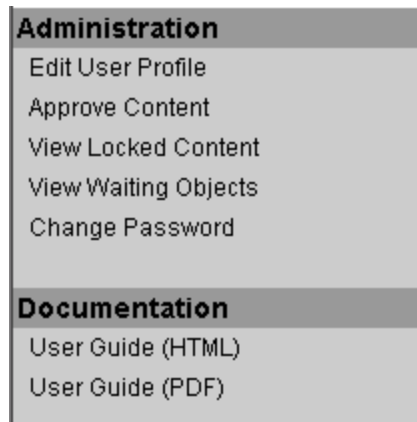 Administration
Edit User Profile
Approve Content
View Locked Content
View Waiting Objects
Change Password
Documentation
User Guide (HTML)
User Guide (PDF)